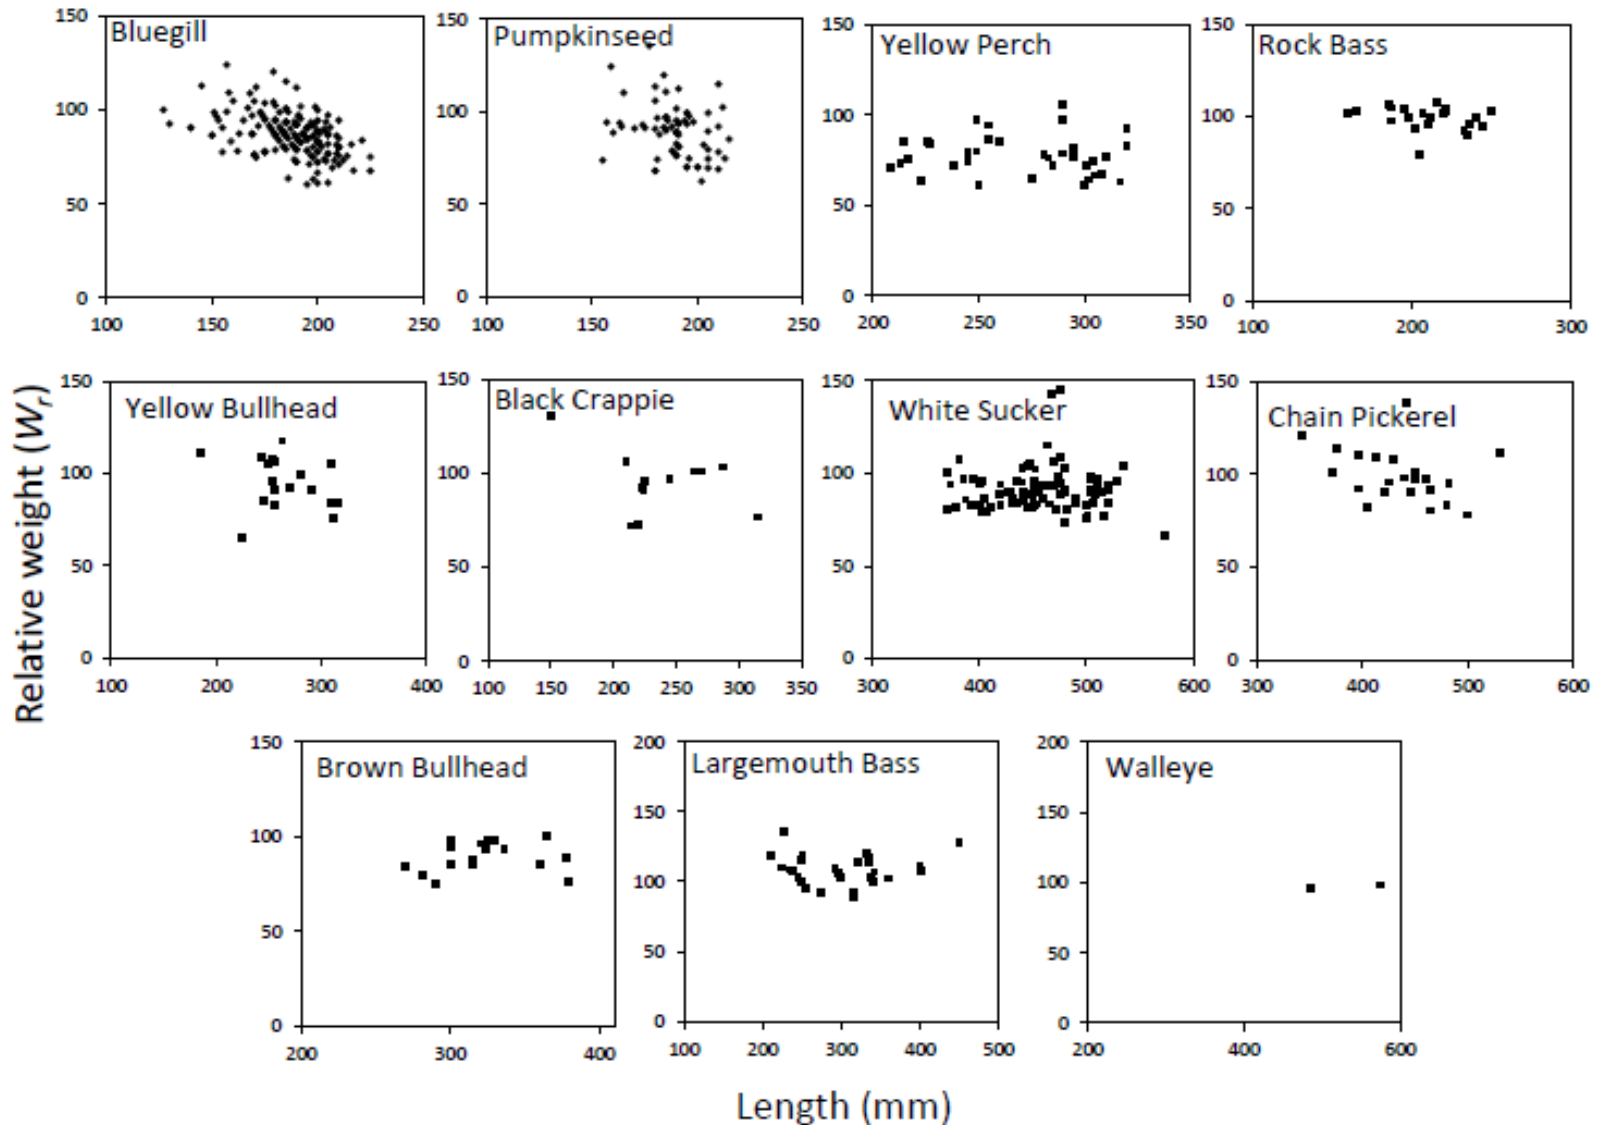 150 150 150 150
Bluegill Pumpkinseed Yellow Perch Rock Bass
100 100 100 100
50 50 50 50
0 0 0 0
100 150 200 250 100 150 200 250 200 250 300 350 100 200 300
Relative weight (Wr)
150 150 150 150
Yellow Bullhead Black Crappie White Sucker Chain Pickerel
100 100 100 100
50 50 50 50
0 0 0 0
100 200 300 400 100 150 200 250 300 350 300 400 500 600 300 400 500 600
150 200 200
Brown Bullhead Largemouth Bass Walleye
150 150
100 100 100
50 50 50
0 0 0
200 300 400 100 200 300 400 500 200 400 600
Length (mm)